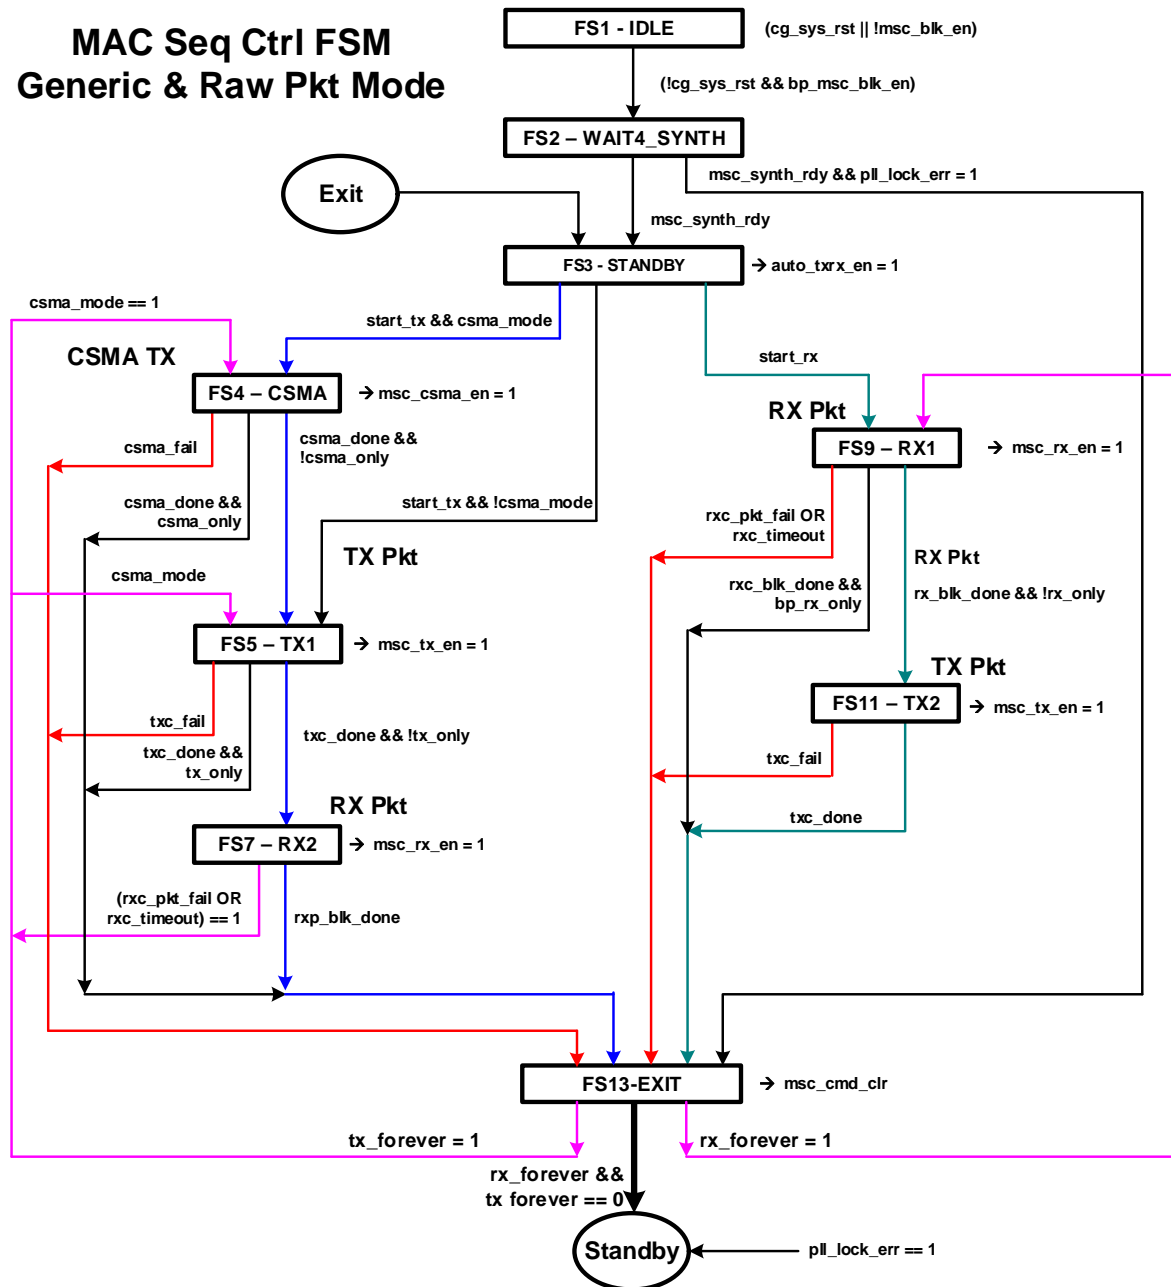 MAC Seq Ctrl FSM
Generic & Raw Pkt Mode
FS1 - IDLE
(cg_sys_rst || !msc_blk_en)
(!cg_sys_rst && bp_msc_blk_en)
FS2 – WAIT4_SYNTH
msc_synth_rdy && pll_lock_err = 1
Exit
msc_synth_rdy
FS3 - STANDBY
→ auto_txrx_en = 1
csma_mode == 1
start_tx && csma_mode
start_rx
CSMA TX
FS4 – CSMA
→ msc_csma_en = 1
RX Pkt
FS9 – RX1
→ msc_rx_en = 1
csma_fail
csma_done &&
!csma_only
csma_done &&
csma_only
start_tx && !csma_mode
rxc_pkt_fail OR
rxc_timeout
TX Pkt
RX Pkt
csma_mode
rxc_blk_done &&
bp_rx_only
rx_blk_done && !rx_only
FS5 – TX1
→ msc_tx_en = 1
TX Pkt
FS11 – TX2
→ msc_tx_en = 1
txc_fail
txc_done && !tx_only
txc_done &&
tx_only
txc_fail
RX Pkt
txc_done
FS7 – RX2
→ msc_rx_en = 1
(rxc_pkt_fail OR
rxc_timeout) == 1
rxp_blk_done
FS13-EXIT
→ msc_cmd_clr
tx_forever = 1
rx_forever = 1
rx_forever &&
tx forever == 0
Standby
pll_lock_err == 1